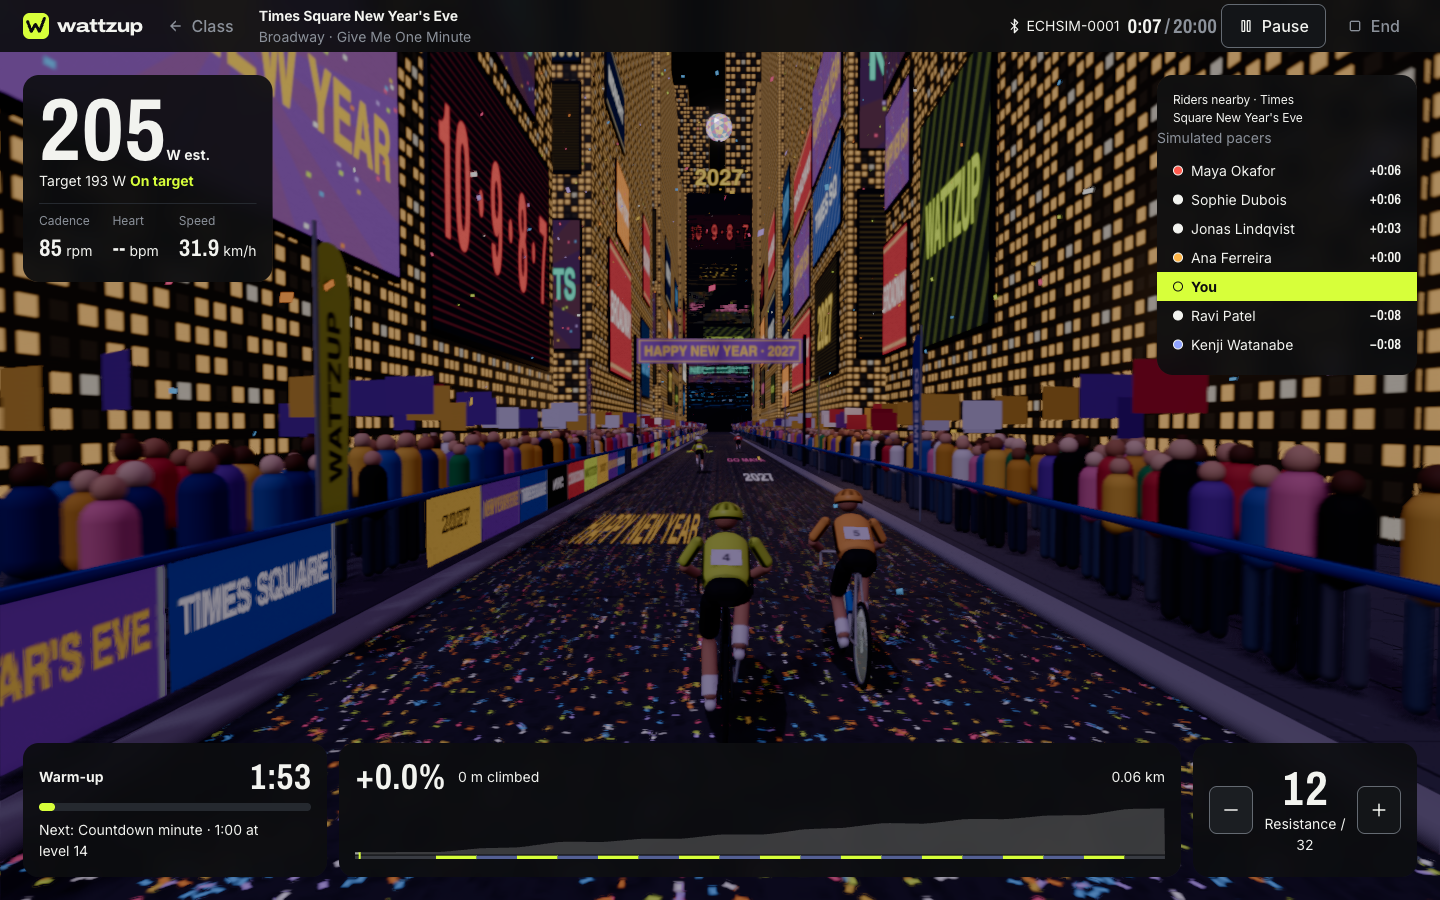 wattzup
Class
Times Square New Year's Eve
Broadway · Give Me One Minute
ECHSIM-0001
0:07 / 20:00
Pause
End
205 W est.
Target 193 W On target
Cadence
Heart
Speed
85 rpm
-- bpm
31.9 km/h
Riders nearby · Times
Square New Year's Eve
Simulated pacers
Maya Okafor +0:06
Sophie Dubois +0:06
Jonas Lindqvist +0:03
Ana Ferreira +0:00
You
Ravi Patel −0:08
Kenji Watanabe −0:08
YEAR
10·9·8·7
2027
WATTZUP
HAPPY NEW YEAR · 2027
WATTZUP
2027
2027
HAPPY NEW YEAR
4
5
TIMES SQUARE
AR'S EVE
Warm-up
1:53
Next: Countdown minute · 1:00 at
level 14
+0.0%
0 m climbed
0.06 km
12
Resistance /
32